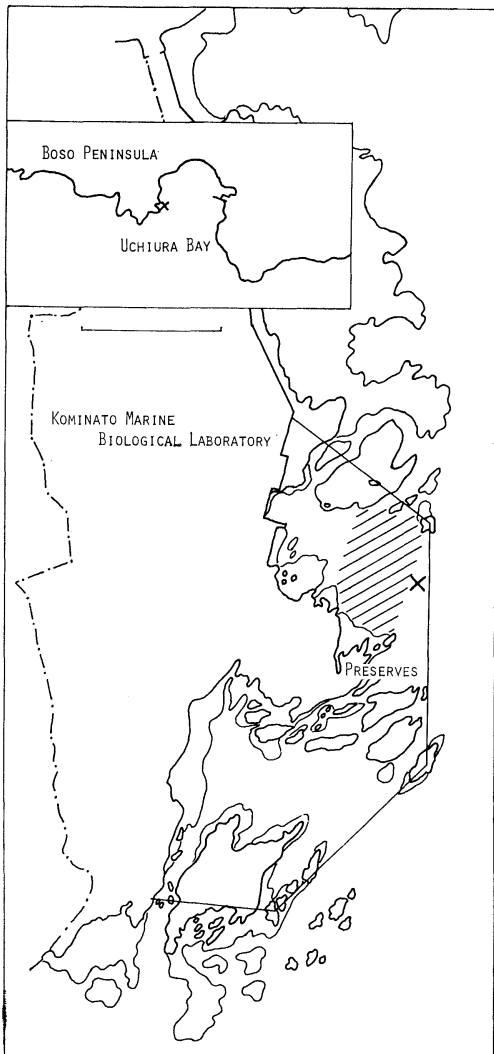 BOSO PENINSULA
UCHIURA BAY
KOMINATO MARINE
BIOLOGICAL LABORATORY
PRESERVES